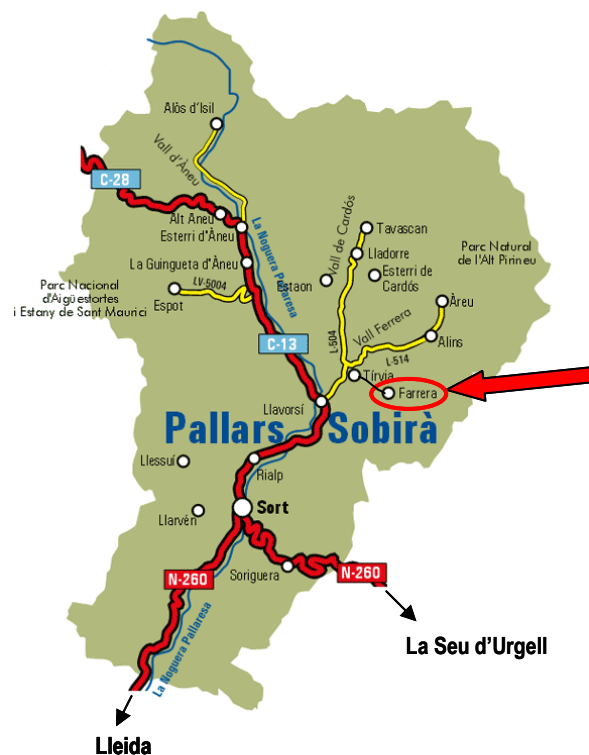 Alòs d'Isil
Vall d'Àneu
C-28
Alt Aneu
Esterri d'Àneu
La Noguera Pallaresa
La Guingueta d'Àneu
LV-5004
Parc Nacional
d'Aigüestortes
i Estany de Sant Maurici
Espot
Vall de Cardós
Tavascan
Lladorre
Esterri de
Cardós
Estaon
Parc Natural
de l'Alt Pirineu
Àreu
Vall Ferrera
Alins
L-504
L-514
C-13
Tírvia
Farrera
Llavorsí
Pallars Sobirà
Llessuí
Rialp
Sort
Llarvén
Soriguera
N-260
N-260
La Noguera Pallaresa
La Seu d'Urgell
Lleida